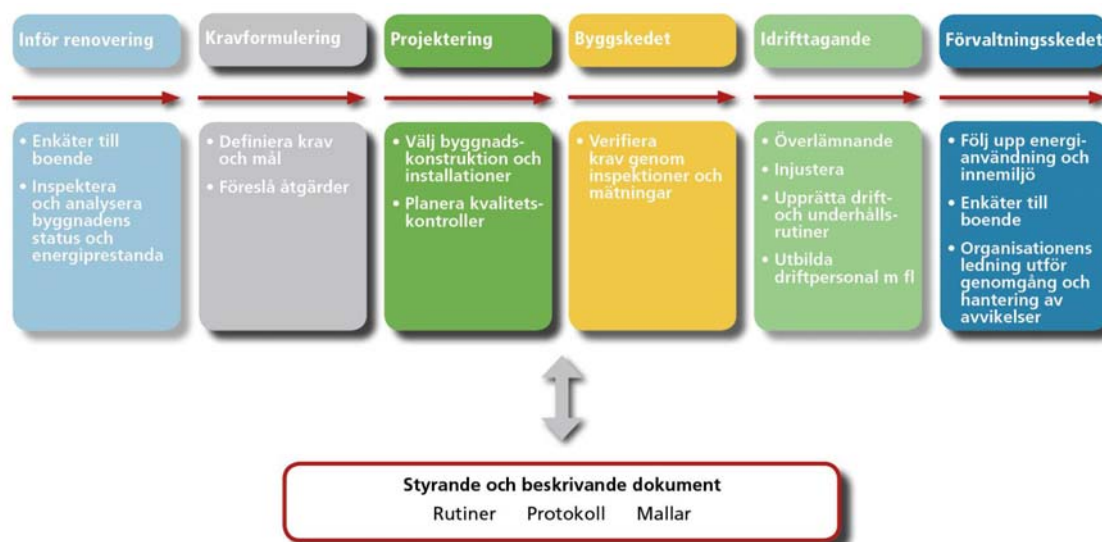 Inför renovering
Kravformulering
Projektering
Byggskedet
Idrifttagande
Förvaltningsskedet
• Enkäter till
boende
• Inspektera
och analysera
byggnadens
status och
energiprestanda
• Definiera krav
och mål
• Föreslå åtgärder
• Välj byggnads-
konstruktion och
installationer
• Planera kvalitets-
kontroller
• Verifiera
krav genom
inspektioner och
mätningar
• Överlämnande
• Injustera
• Upprätta drift-
och underhålls-
rutiner
• Utbilda
driftpersonal m fl
• Följ upp energi-
användning och
innemiljö
• Enkäter till
boende
• Organisationens
ledning utför
genomgång och
hantering av
avvikelser
Styrande och beskrivande dokument
Rutiner Protokoll Mallar